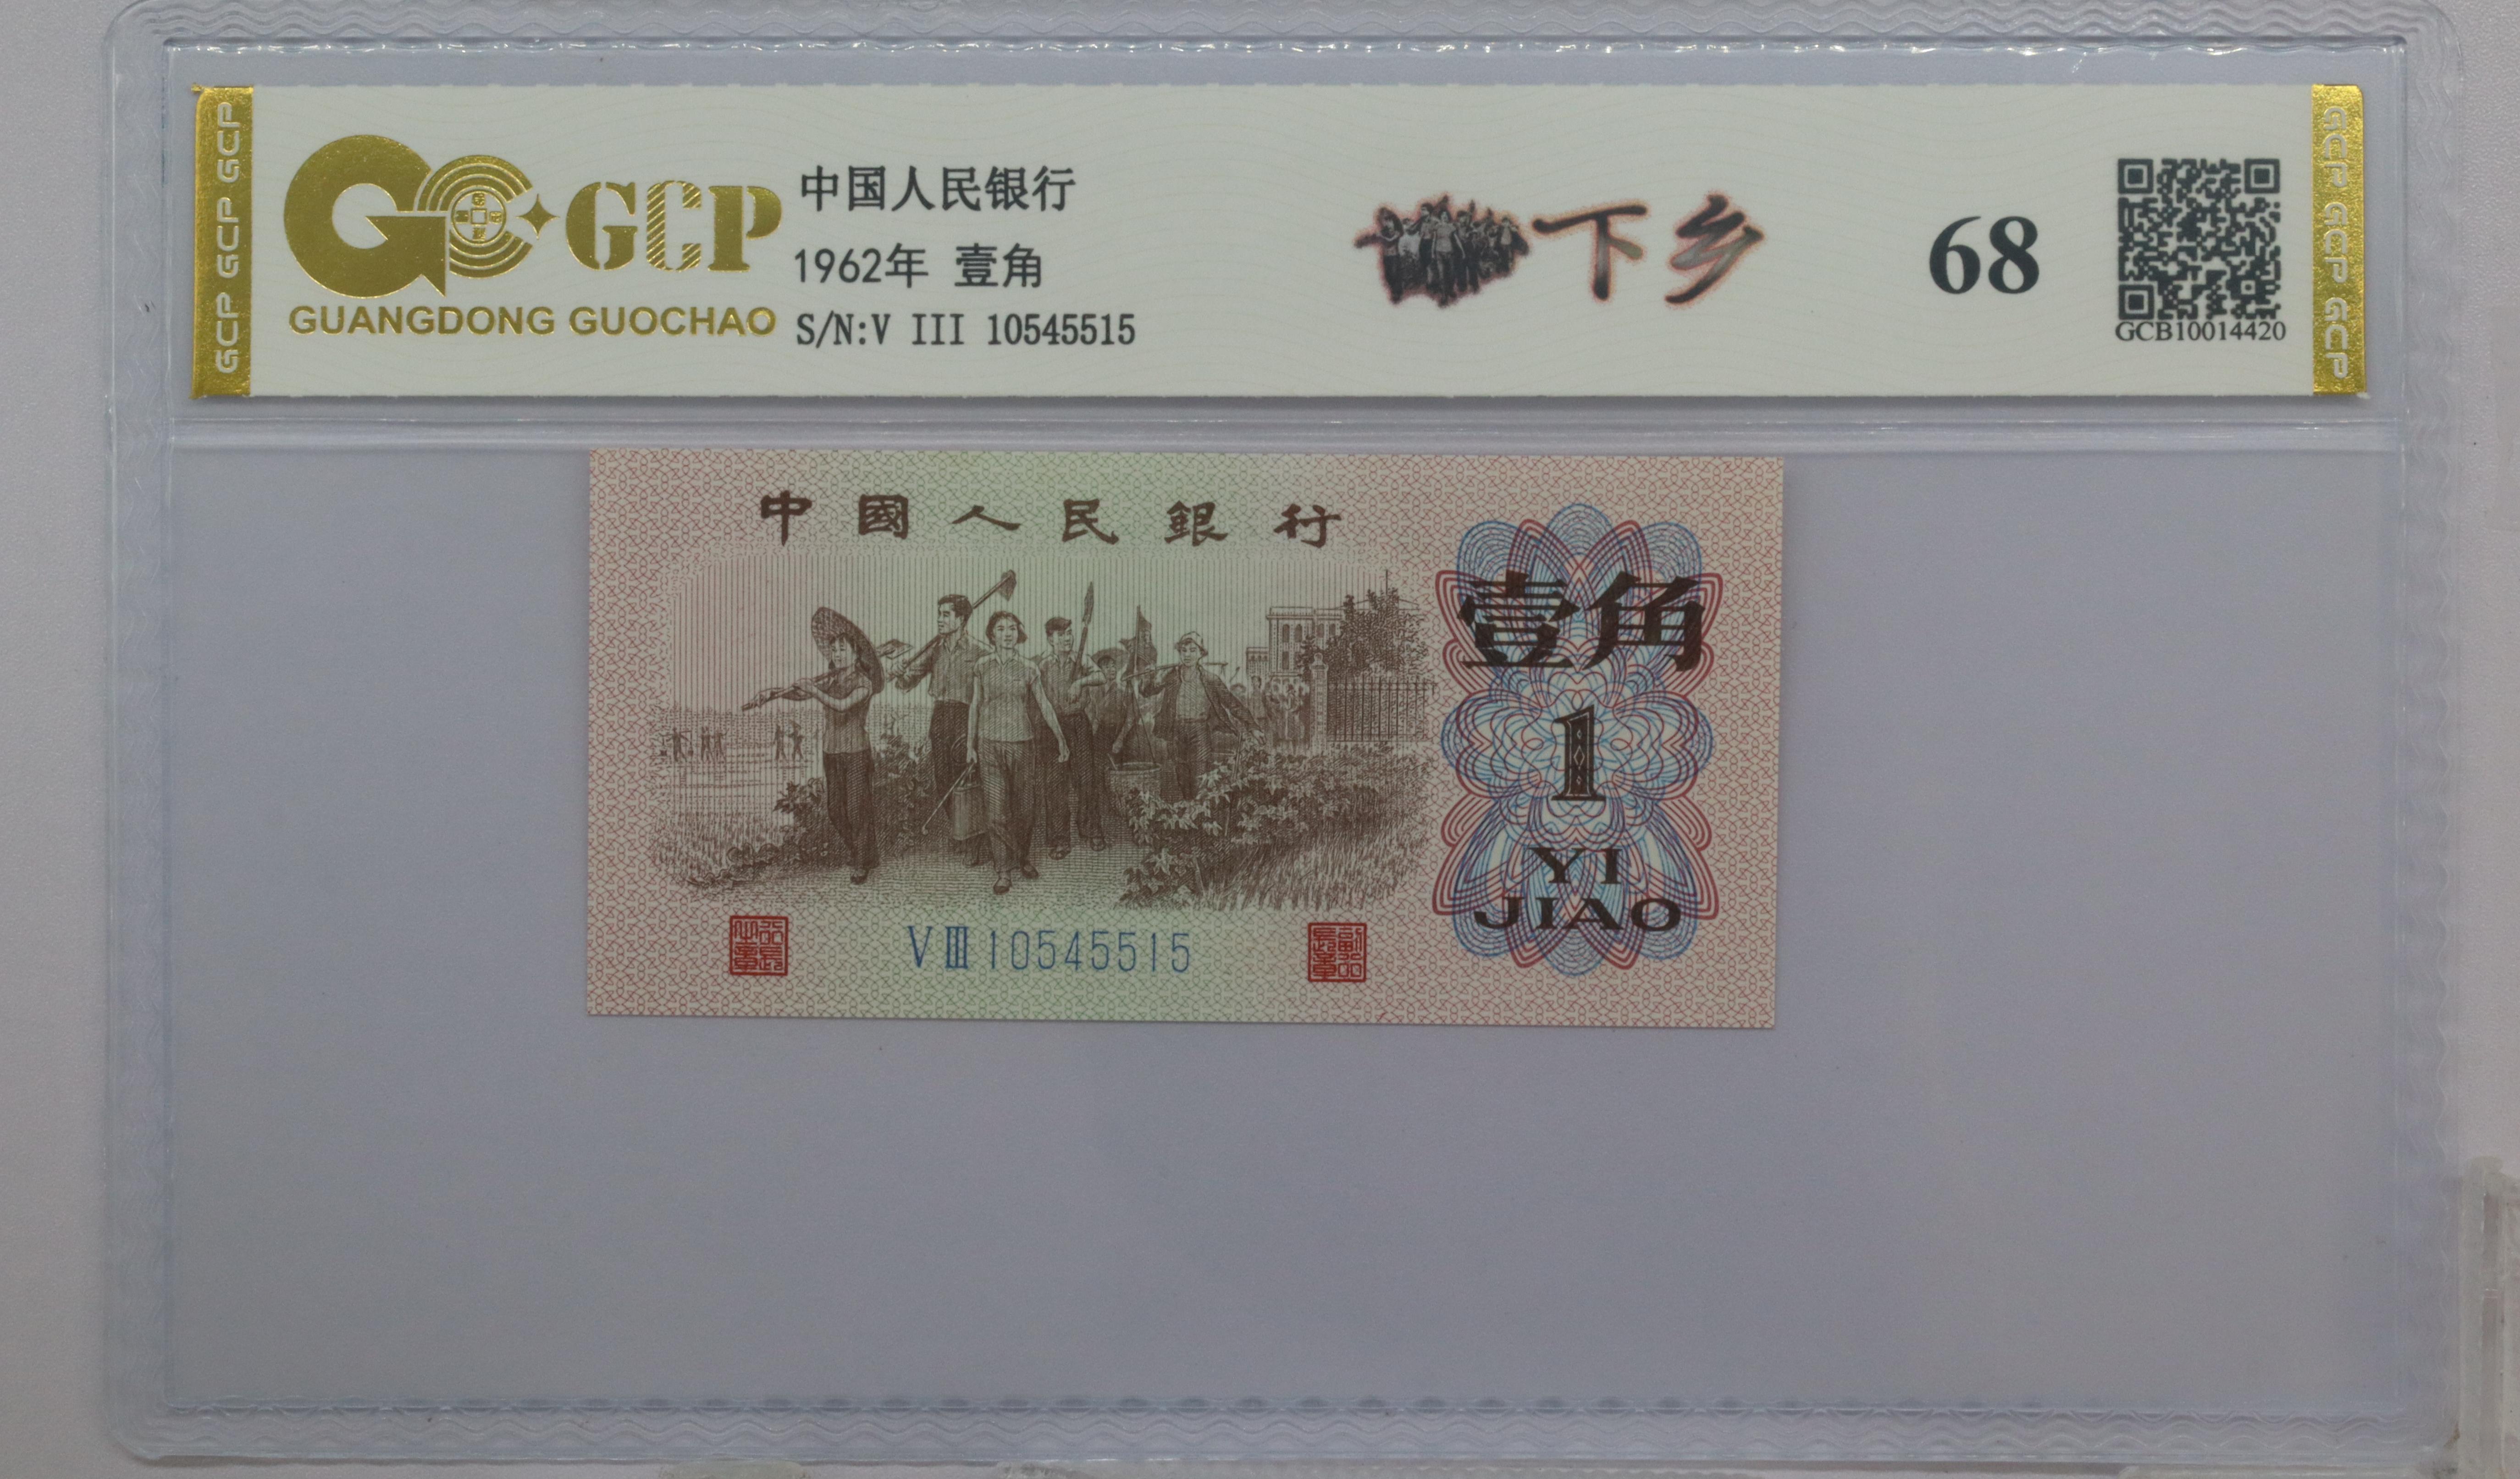 GCP GCP GCP
GCP
GUANGDONG GUOCHAO
中国人民银行
1962年 壹角
S/N:V III 10545515
下乡
68
GCB10014420
GCP GCP GCP
中國人民銀行
壹角
1
YI
JIAO
VⅢ10545515